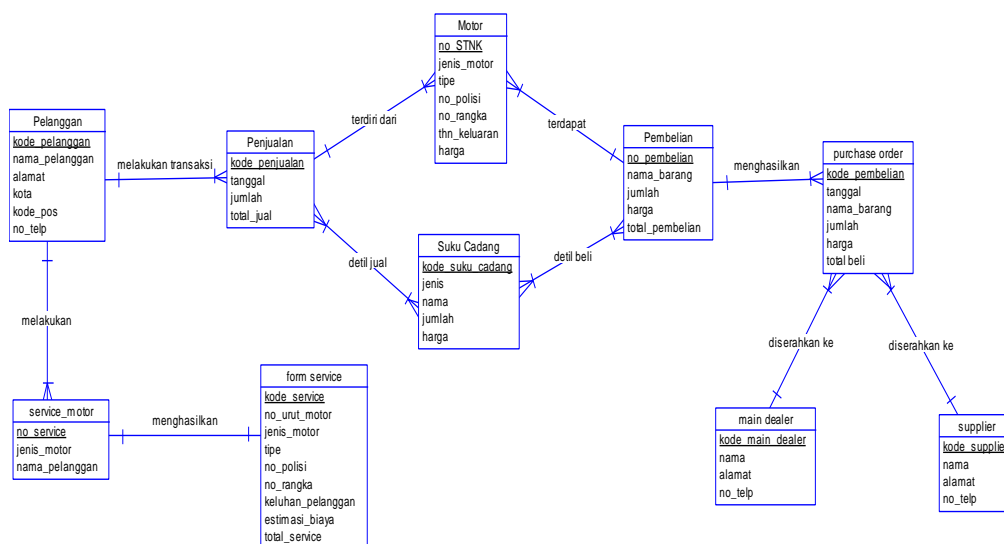 Motor
no_STNK
jenis_motor
tipe
no_polisi
no_rangka
thn_keluaran
harga
Pelanggan
kode_pelanggan
nama_pelanggan
alamat
kota
kode_pos
no_telp
melakukan transaksi
Penjualan
kode_penjualan
tanggal
jumlah
total_jual
terdiri dari
terdapat
Pembelian
no_pembelian
nama_barang
jumlah
harga
total_pembelian
menghasilkan
purchase order
kode_pembelian
tanggal
nama_barang
jumlah
harga
total beli
detil jual
Suku Cadang
kode_suku_cadang
jenis
nama
jumlah
harga
detil beli
melakukan
diserahkan ke
diserahkan ke
service_motor
no_service
jenis_motor
nama_pelanggan
menghasilkan
form service
kode_service
no_urut_motor
jenis_motor
tipe
no_polisi
no_rangka
keluhan_pelanggan
estimasi_biaya
total_service
main dealer
kode_main_dealer
nama
alamat
no_telp
supplier
kode_supplier
nama
alamat
no_telp